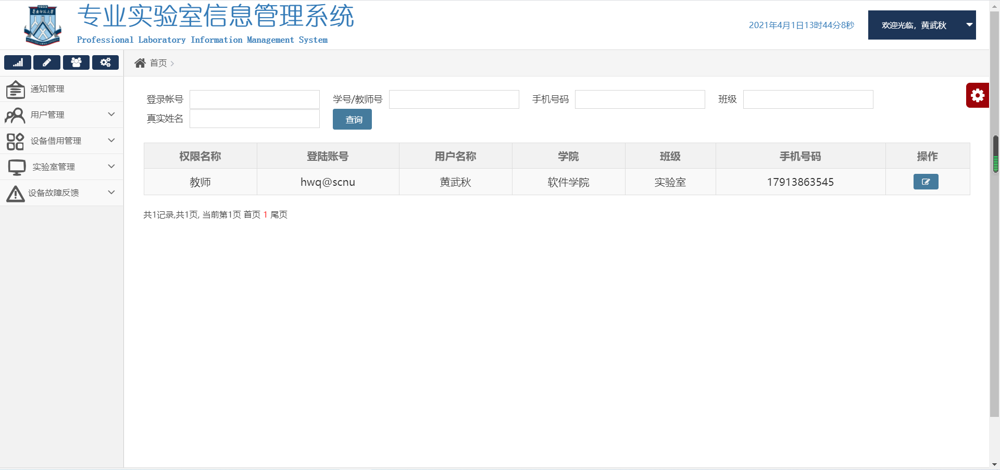 1933
专业实验室信息管理系统
Professional Laboratory Information Management System
2021年4月1日13时44分8秒
欢迎光临，黄武秋
首页
通知管理
用户管理
设备借用管理
实验室管理
设备故障反馈
登录帐号 学号/教师号 手机号码 班级
真实姓名 查询
权限名称 登陆账号 用户名称 学院 班级 手机号码 操作
教师 hwq@scnu 黄武秋 软件学院 实验室 17913863545
共1记录,共1页, 当前第1页 首页 1 尾页